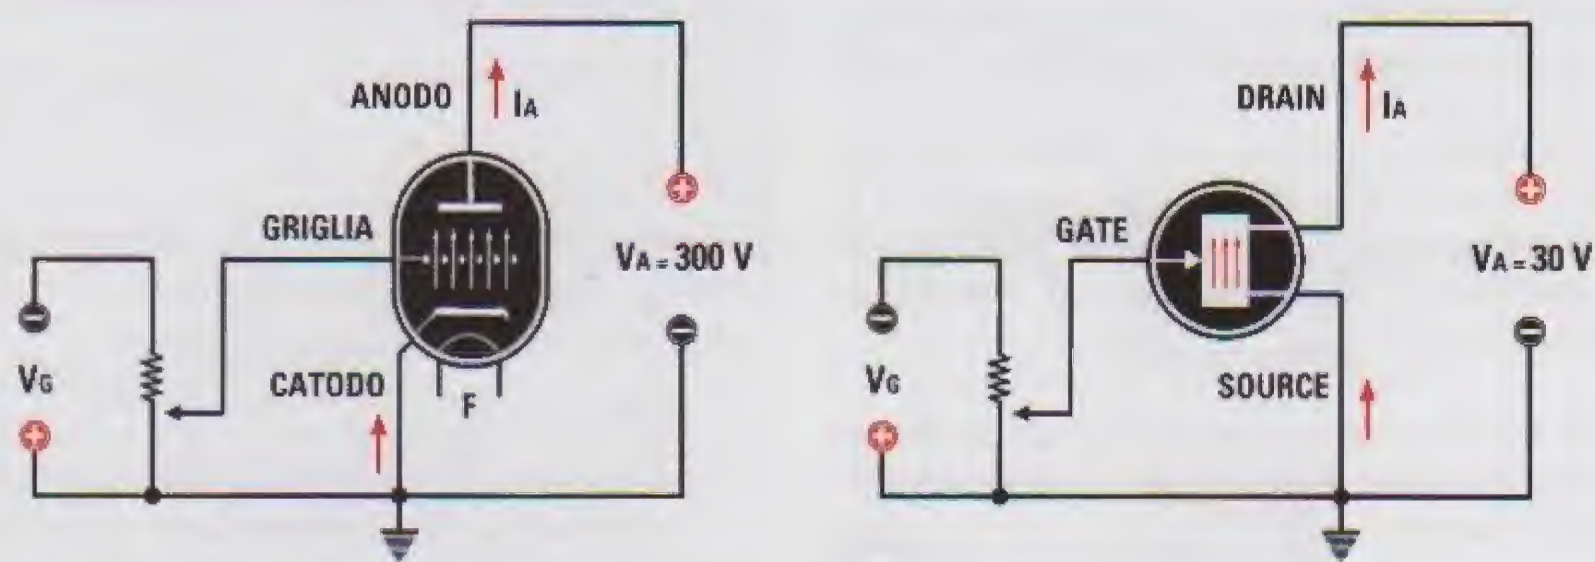 ANODO
IA
GRIGLIA
VA = 300 V
VG
CATODO
F
DRAIN
IA
GATE
VA = 30 V
VG
SOURCE